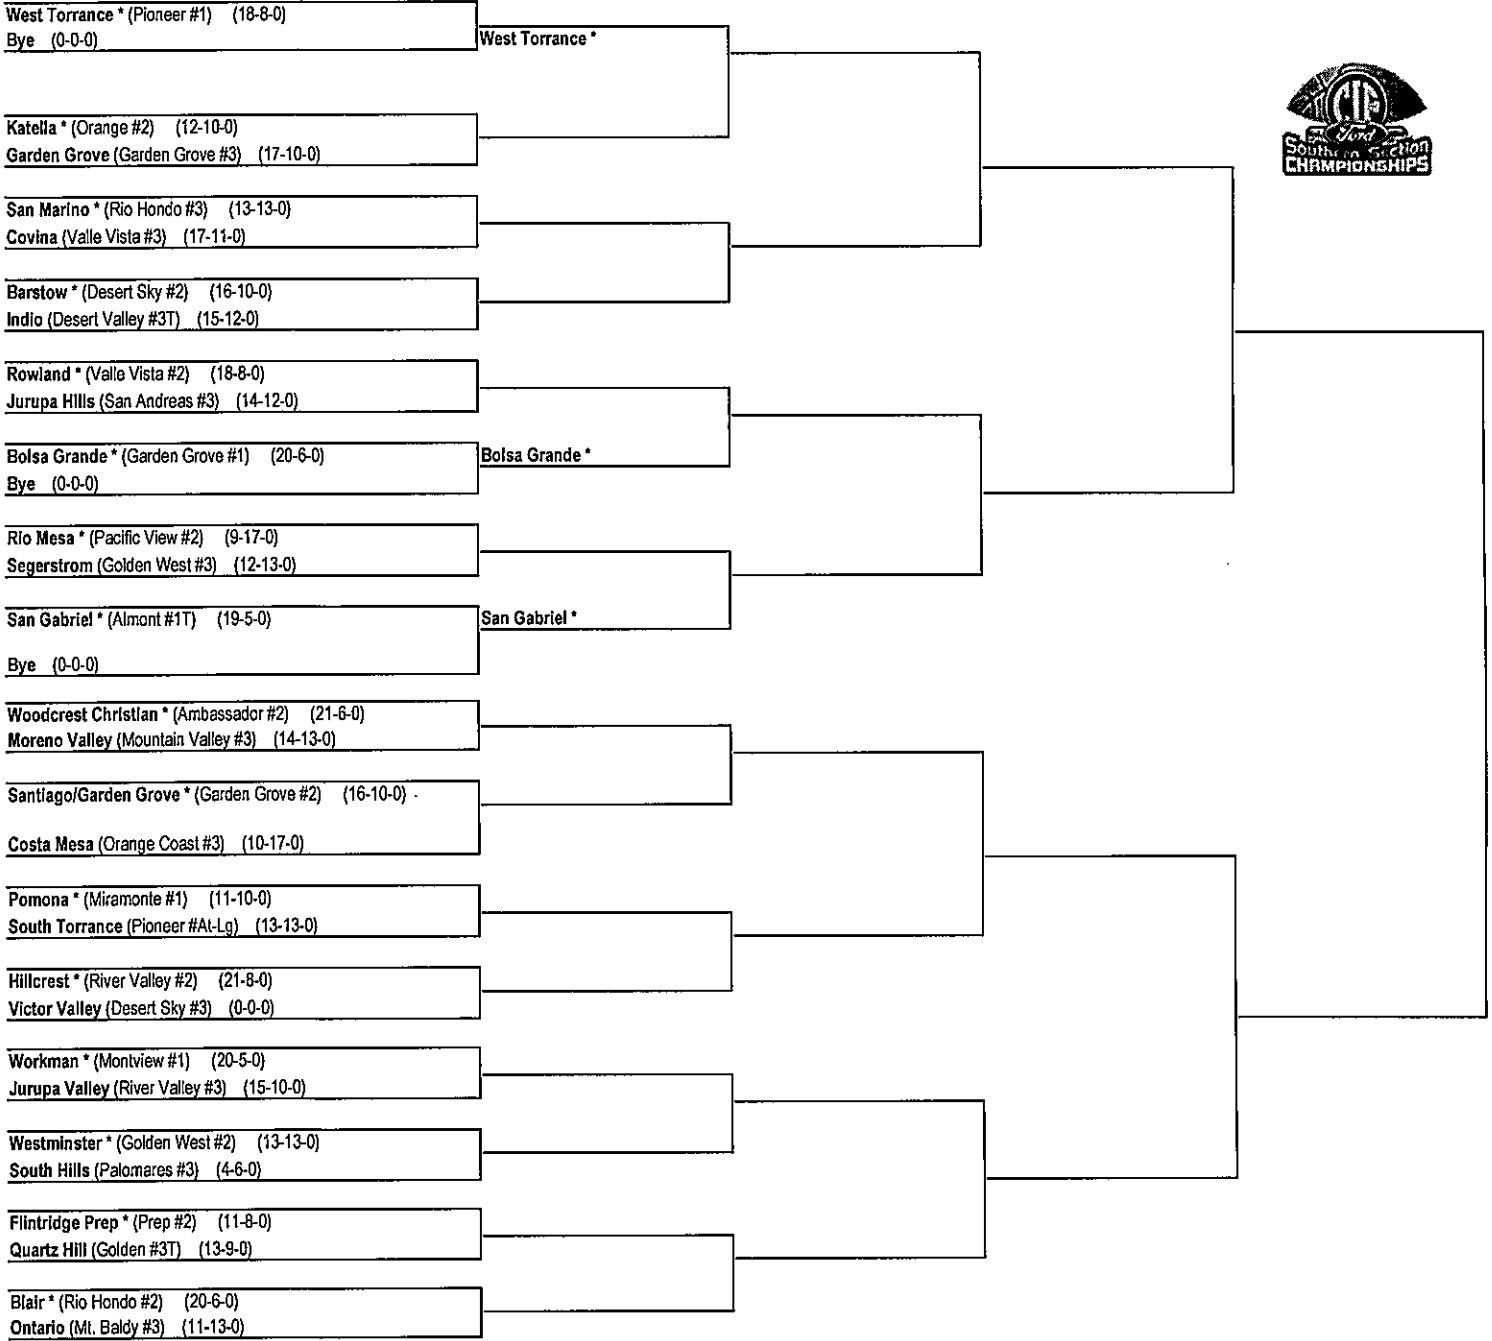 West Torrance * (Pioneer #1) (18-8-0)
Bye (0-0-0)
West Torrance *
Katella * (Orange #2) (12-10-0)
Garden Grove (Garden Grove #3) (17-10-0)
San Marino * (Rio Hondo #3) (13-13-0)
Covina (Valle Vista #3) (17-11-0)
Barstow * (Desert Sky #2) (16-10-0)
Indio (Desert Valley #3T) (15-12-0)
Rowland * (Valle Vista #2) (18-8-0)
Jurupa Hills (San Andreas #3) (14-12-0)
Bolsa Grande * (Garden Grove #1) (20-6-0)
Bye (0-0-0)
Bolsa Grande *
Rio Mesa * (Pacific View #2) (9-17-0)
Segerstrom (Golden West #3) (12-13-0)
San Gabriel * (Almont #1T) (19-5-0)
Bye (0-0-0)
San Gabriel *
Woodcrest Christian * (Ambassador #2) (21-6-0)
Moreno Valley (Mountain Valley #3) (14-13-0)
Santiago/Garden Grove * (Garden Grove #2) (16-10-0)
Costa Mesa (Orange Coast #3) (10-17-0)
Pomona * (Miramonte #1) (11-10-0)
South Torrance (Pioneer #At-Lg) (13-13-0)
Hillcrest * (River Valley #2) (21-8-0)
Victor Valley (Desert Sky #3) (0-0-0)
Workman * (Montview #1) (20-5-0)
Jurupa Valley (River Valley #3) (15-10-0)
Westminster * (Golden West #2) (13-13-0)
South Hills (Palomares #3) (4-6-0)
Flintridge Prep * (Prep #2) (11-8-0)
Quartz Hill (Golden #3T) (13-9-0)
Blair * (Rio Hondo #2) (20-6-0)
Ontario (Mt. Baldy #3) (11-13-0)
CIF
Ford
Southern Section
CHAMPIONSHIPS